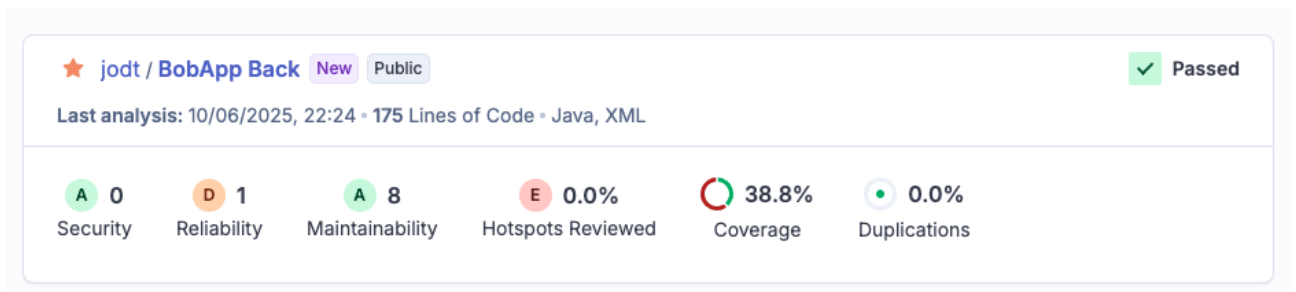 jodt / BobApp Back New Public Passed
Last analysis: 10/06/2025, 22:24 • 175 Lines of Code • Java, XML
A 0 D 1 A 8 E 0.0% 38.8% 0.0%
Security Reliability Maintainability Hotspots Reviewed Coverage Duplications